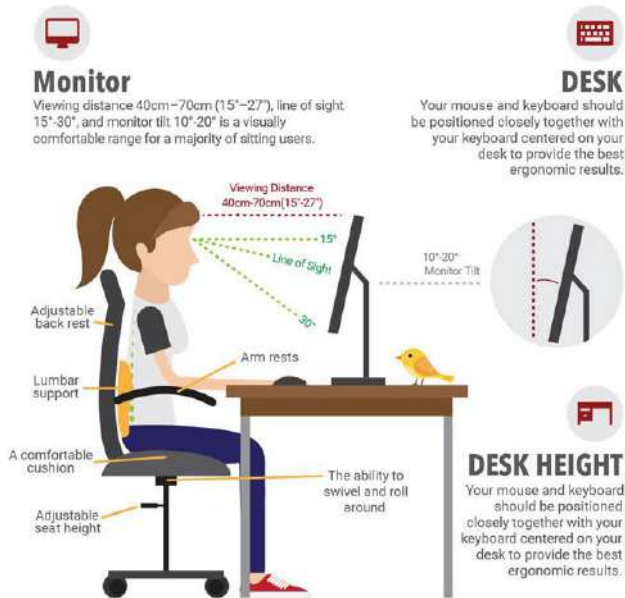 Monitor
Viewing distance 40cm–70cm (15"–27"), line of sight
15°-30°, and monitor tilt 10°-20° is a visually
comfortable range for a majority of sitting users.
DESK
Your mouse and keyboard should
be positioned closely together with
your keyboard centered on your
desk to provide the best
ergonomic results.
Viewing Distance
40cm-70cm(15"-27")
15°
Line of Sight
30°
10°-20°
Monitor Tilt
Adjustable
back rest
Lumbar
support
Arm rests
A comfortable
cushion
Adjustable
seat height
The ability to
swivel and roll
around
DESK HEIGHT
Your mouse and keyboard
should be positioned
closely together with your
keyboard centered on your
desk to provide the best
ergonomic results.